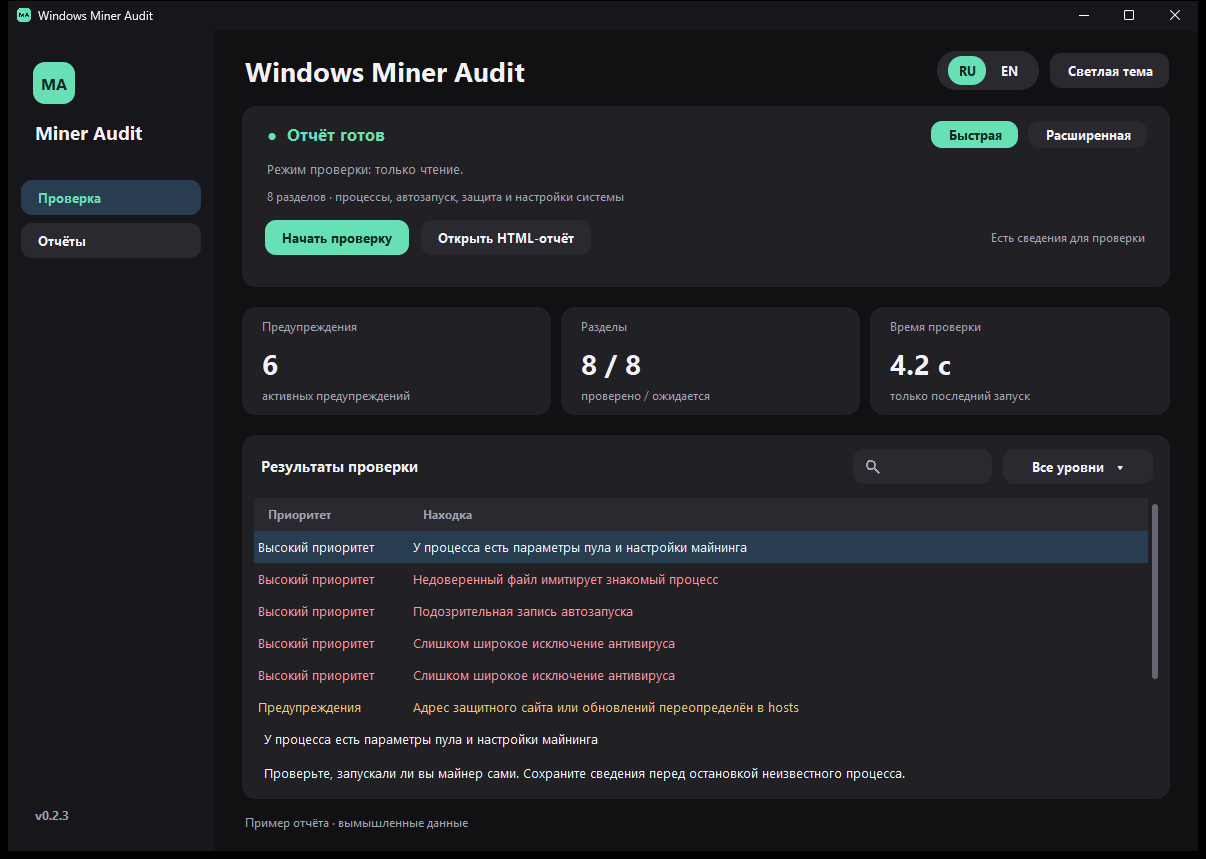 MA Windows Miner Audit
MA
Miner Audit
Проверка
Отчёты
v0.2.3
Windows Miner Audit
RU EN Светлая тема
● Отчёт готов
Быстрая Расширенная
Режим проверки: только чтение.
8 разделов · процессы, автозапуск, защита и настройки системы
Начать проверку Открыть HTML-отчёт
Есть сведения для проверки
Предупреждения
6
активных предупреждений
Разделы
8 / 8
проверено / ожидается
Время проверки
4.2 с
только последний запуск
Результаты проверки
Все уровни
Приоритет Находка
Высокий приоритет У процесса есть параметры пула и настройки майнинга
Высокий приоритет Недоверенный файл имитирует знакомый процесс
Высокий приоритет Подозрительная запись автозапуска
Высокий приоритет Слишком широкое исключение антивируса
Высокий приоритет Слишком широкое исключение антивируса
Предупреждения Адрес защитного сайта или обновлений переопределён в hosts
У процесса есть параметры пула и настройки майнинга
Проверьте, запускали ли вы майнер сами. Сохраните сведения перед остановкой неизвестного процесса.
Пример отчёта · вымышленные данные